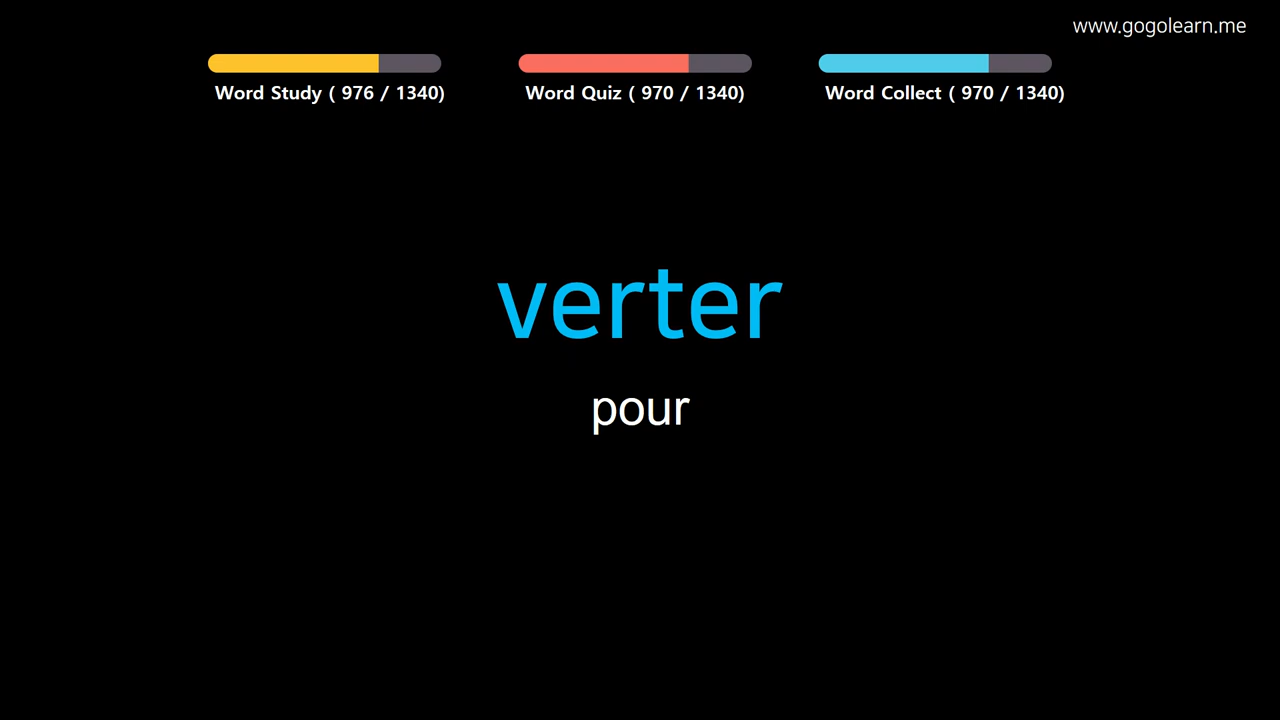 www.gogolearn.me
Word Study ( 976 / 1340)
Word Quiz ( 970 / 1340)
Word Collect ( 970 / 1340)
verter
pour